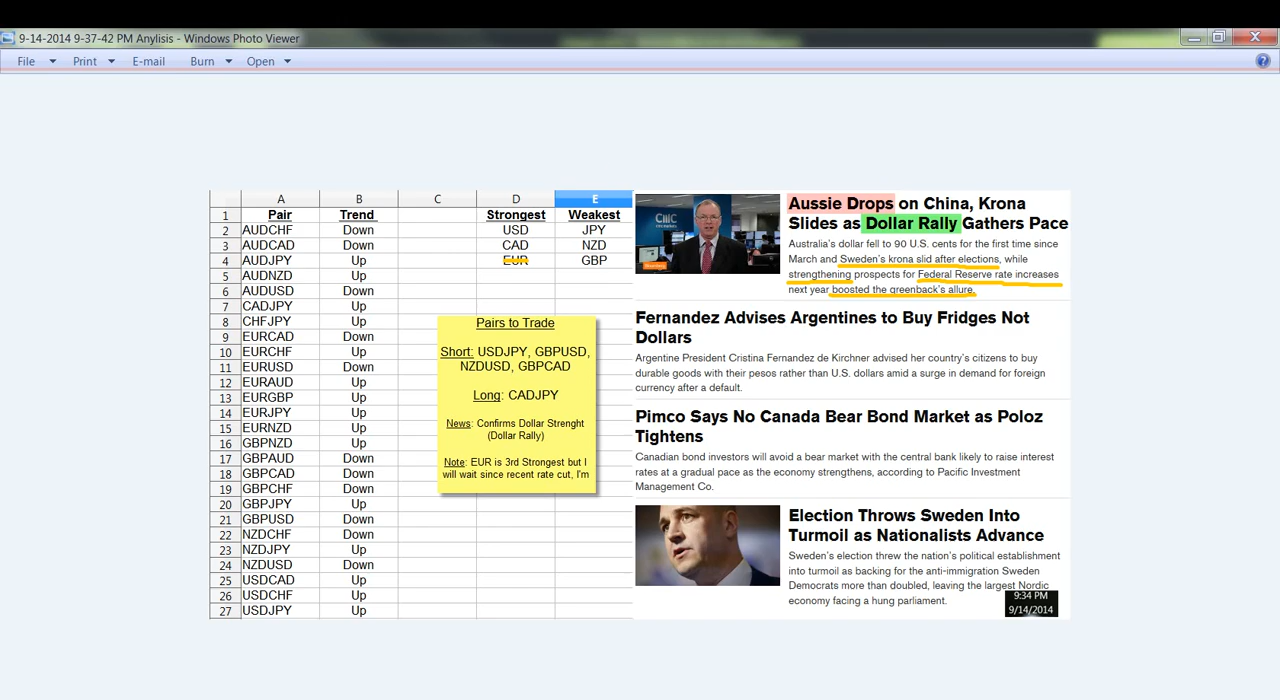 9-14-2014 9-37-42 PM Anylisis - Windows Photo Viewer
File Print E-mail Burn Open
A B C D E
1 Pair Trend Strongest Weakest
2 AUDCHF Down USD JPY
3 AUDCAD Down CAD NZD
4 AUDJPY Up EUR GBP
5 AUDNZD Up
6 AUDUSD Down
7 CADJPY Up
8 CHFJPY Up
9 EURCAD Down
10 EURCHF Up
11 EURUSD Down
12 EURAUD Up
13 EURGBP Up
14 EURJPY Up
15 EURNZD Up
16 GBPNZD Up
17 GBPAUD Down
18 GBPCAD Down
19 GBPCHF Down
20 GBPJPY Up
21 GBPUSD Down
22 NZDCHF Down
23 NZDJPY Up
24 NZDUSD Down
25 USDCAD Up
26 USDCHF Up
27 USDJPY Up
Pairs to Trade
Short: USDJPY, GBPUSD,
NZDUSD, GBPCAD
Long: CADJPY
News: Confirms Dollar Strenght
(Dollar Rally)
Note: EUR is 3rd Strongest but I
will wait since recent rate cut, I'm
Aussie Drops on China, Krona
Slides as Dollar Rally Gathers Pace
Australia's dollar fell to 90 U.S. cents for the first time since
March and Sweden's krona slid after elections, while
strengthening prospects for Federal Reserve rate increases
next year boosted the greenback's allure.
Fernandez Advises Argentines to Buy Fridges Not
Dollars
Argentine President Cristina Fernandez de Kirchner advised her country's citizens to buy
durable goods with their pesos rather than U.S. dollars amid a surge in demand for foreign
currency after a default.
Pimco Says No Canada Bear Bond Market as Poloz
Tightens
Canadian bond investors will avoid a bear market with the central bank likely to raise interest
rates at a gradual pace as the economy strengthens, according to Pacific Investment
Management Co.
Election Throws Sweden Into
Turmoil as Nationalists Advance
Sweden's election threw the nation's political establishment
into turmoil as backing for the anti-immigration Sweden
Democrats more than doubled, leaving the largest Nordic
economy facing a hung parliament.
9:34 PM
9/14/2014